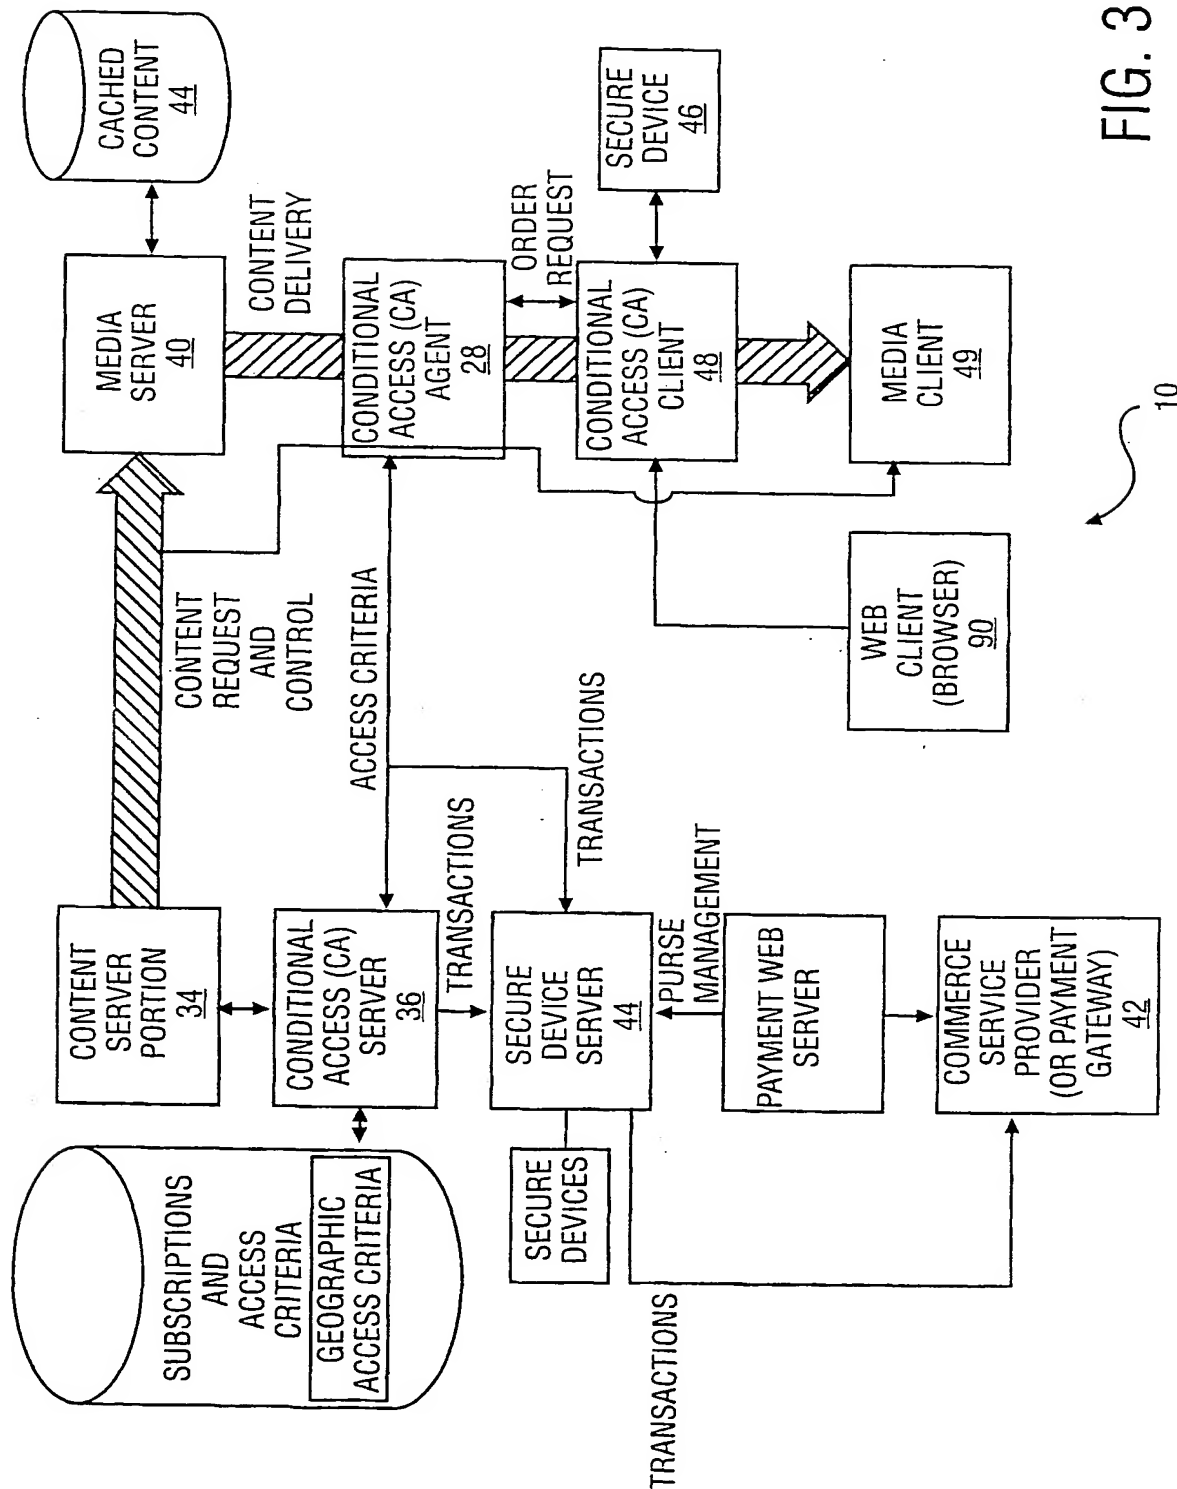 SUBSCRIPTIONS
AND
ACCESS
CRITERIA
GEOGRAPHIC
ACCESS CRITERIA
CONTENT
SERVER
PORTION
34
CONDITIONAL
ACCESS (CA)
SERVER
36
TRANSACTIONS
SECURE
DEVICE
SERVER
44
SECURE
DEVICES
PURSE
MANAGEMENT
PAYMENT WEB
SERVER
COMMERCE
SERVICE
PROVIDER
(OR PAYMENT
GATEWAY)
42
TRANSACTIONS
CONTENT
REQUEST
AND
CONTROL
ACCESS CRITERIA
TRANSACTIONS
MEDIA
SERVER
40
CACHED
CONTENT
44
CONTENT
DELIVERY
CONDITIONAL
ACCESS (CA)
AGENT
28
ORDER
REQUEST
CONDITIONAL
ACCESS (CA)
CLIENT
48
SECURE
DEVICE
46
MEDIA
CLIENT
49
WEB
CLIENT
(BROWSER)
90
10
FIG. 3